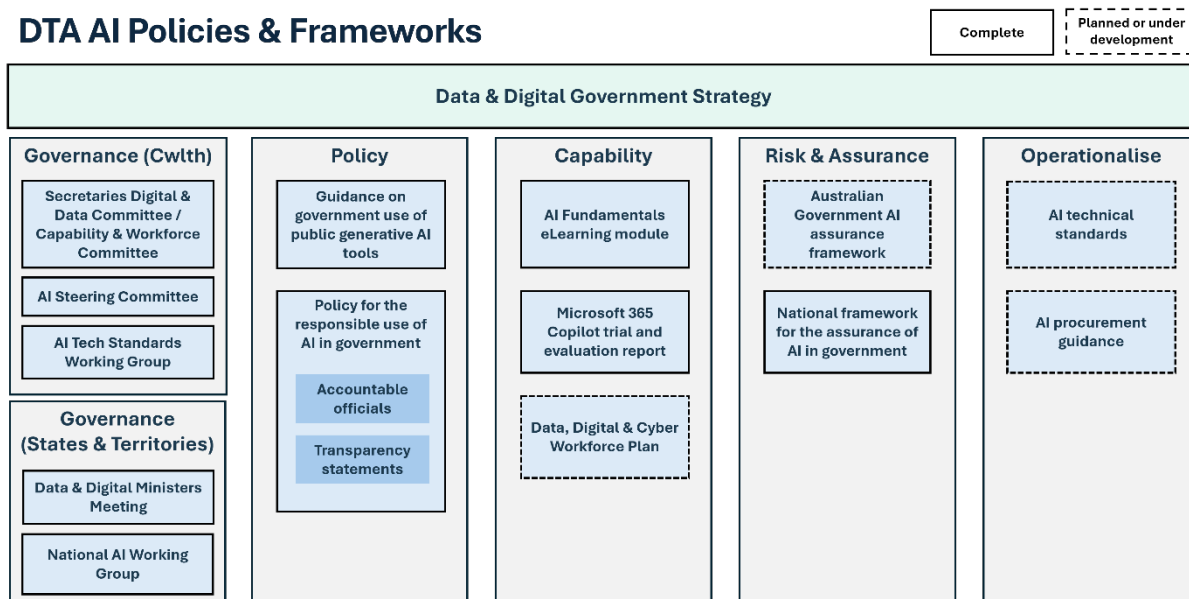 DTA AI Policies & Frameworks
Complete
Planned or under
development
Data & Digital Government Strategy
Governance (Cwlth)
Secretaries Digital &
Data Committee /
Capability & Workforce
Committee
AI Steering Committee
AI Tech Standards
Working Group
Governance
(States & Territories)
Data & Digital Ministers
Meeting
National AI Working
Group
Policy
Guidance on
government use of
public generative AI
tools
Policy for the
responsible use of
AI in government
Accountable
officials
Transparency
statements
Capability
AI Fundamentals
eLearning module
Microsoft 365
Copilot trial and
evaluation report
Data, Digital & Cyber
Workforce Plan
Risk & Assurance
Australian
Government AI
assurance
framework
National framework
for the assurance of
AI in government
Operationalise
AI technical
standards
AI procurement
guidance